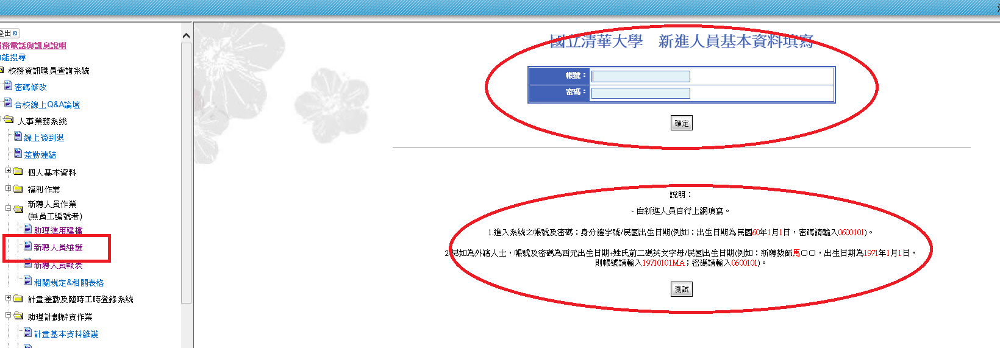 登出
服務電話與訊息說明
功能搜尋
校務資訊職員查詢系統
密碼修改
合校線上Q&A論壇
人事業務系統
線上簽到退
差勤連結
個人基本資料
福利作業
新聘人員作業
(無員工編號者)
助理進用建檔
新聘人員維護
新聘人員報表
相關規定&相關表格
計畫差勤及臨時工時登錄系統
助理計劃薪資作業
計畫基本資料維護
國立清華大學 新進人員基本資料填寫
帳號：
密碼：
確定
說明：
- 由新進人員自行上網填寫。
1.進入系統之帳號及密碼：身分證字號/民國出生日期(例如：出生日期為民國60年1月1日，密碼請輸入0600101)。
2.另如為外籍人士，帳號及密碼為西元出生日期+姓氏前二碼英文字母/民國出生日期(例如：新聘教師馬〇〇，出生日期為1971年1月1日，
則帳號請輸入19710101MA；密碼請輸入0600101)。
測試